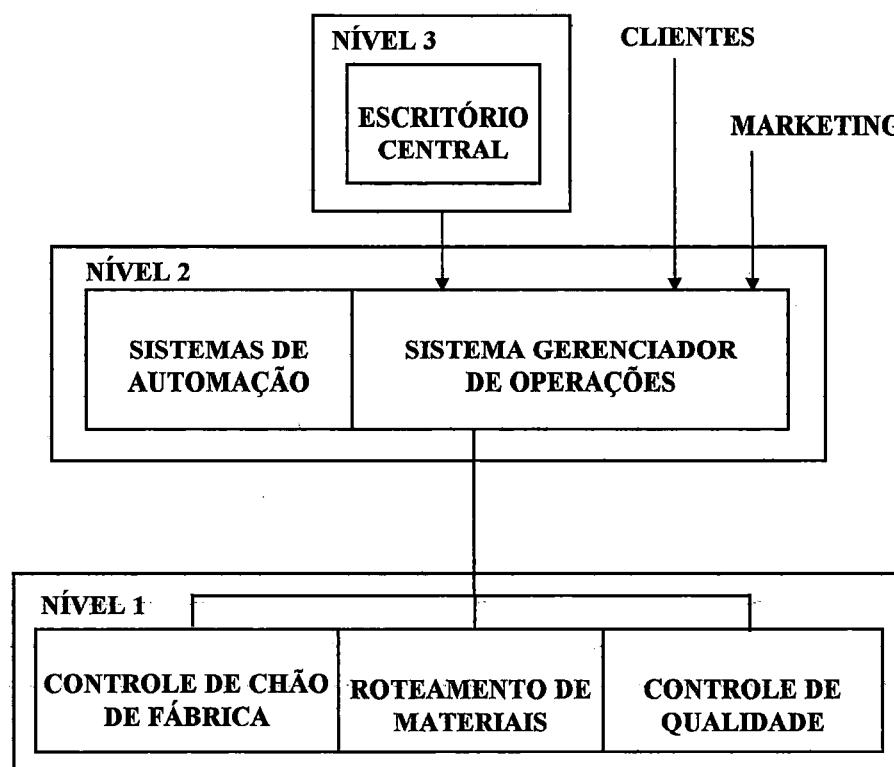 NÍVEL 3
ESCRITÓRIO
CENTRAL
CLIENTES
MARKETING
NÍVEL 2
SISTEMAS DE
AUTOMAÇÃO
SISTEMA GERENCIADOR
DE OPERAÇÕES
NÍVEL 1
CONTROLE DE CHÃO
DE FÁBRICA
ROTEAMENTO DE
MATERIAIS
CONTROLE DE
QUALIDADE